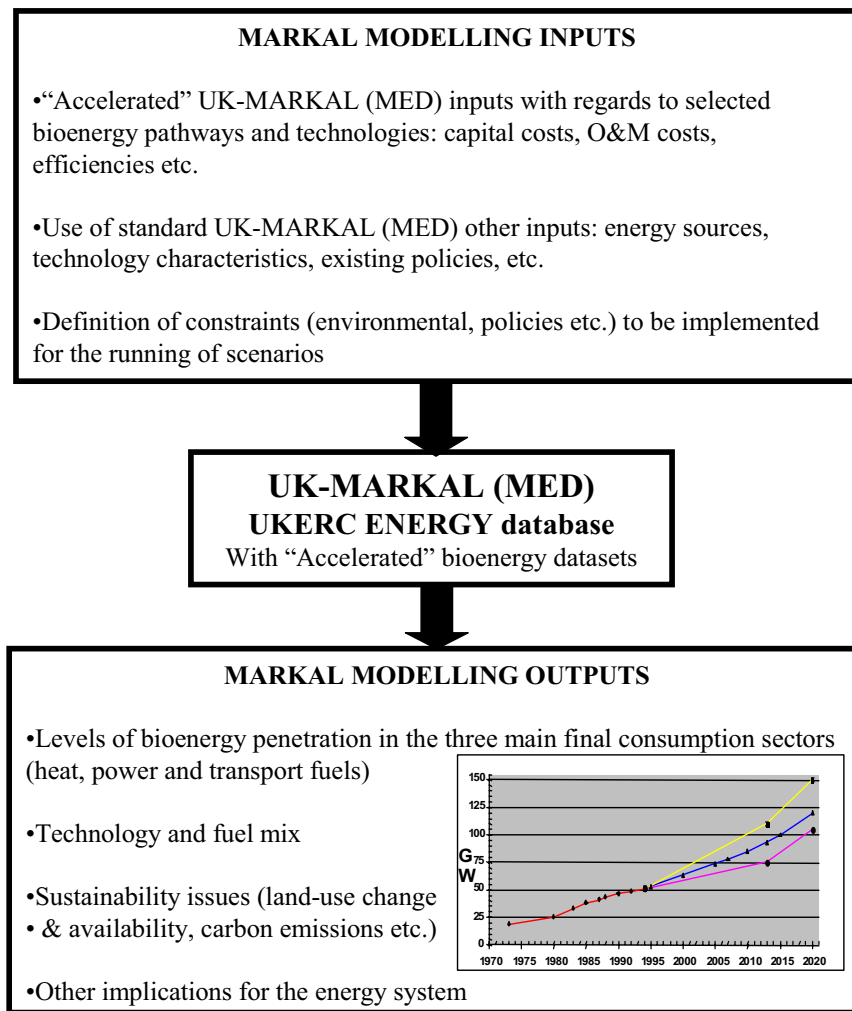 MARKAL MODELLING INPUTS
•“Accelerated” UK-MARKAL (MED) inputs with regards to selected
bioenergy pathways and technologies: capital costs, O&M costs,
efficiencies etc.
•Use of standard UK-MARKAL (MED) other inputs: energy sources,
technology characteristics, existing policies, etc.
•Definition of constraints (environmental, policies etc.) to be implemented
for the running of scenarios
UK-MARKAL (MED)
UKERC ENERGY database
With “Accelerated” bioenergy datasets
MARKAL MODELLING OUTPUTS
•Levels of bioenergy penetration in the three main final consumption sectors
(heat, power and transport fuels)
•Technology and fuel mix
•Sustainability issues (land-use change
• & availability, carbon emissions etc.)
•Other implications for the energy system
150
125
100
G
W
75
50
25
0
1970 1975 1980 1985 1990 1995 2000 2005 2010 2015 2020